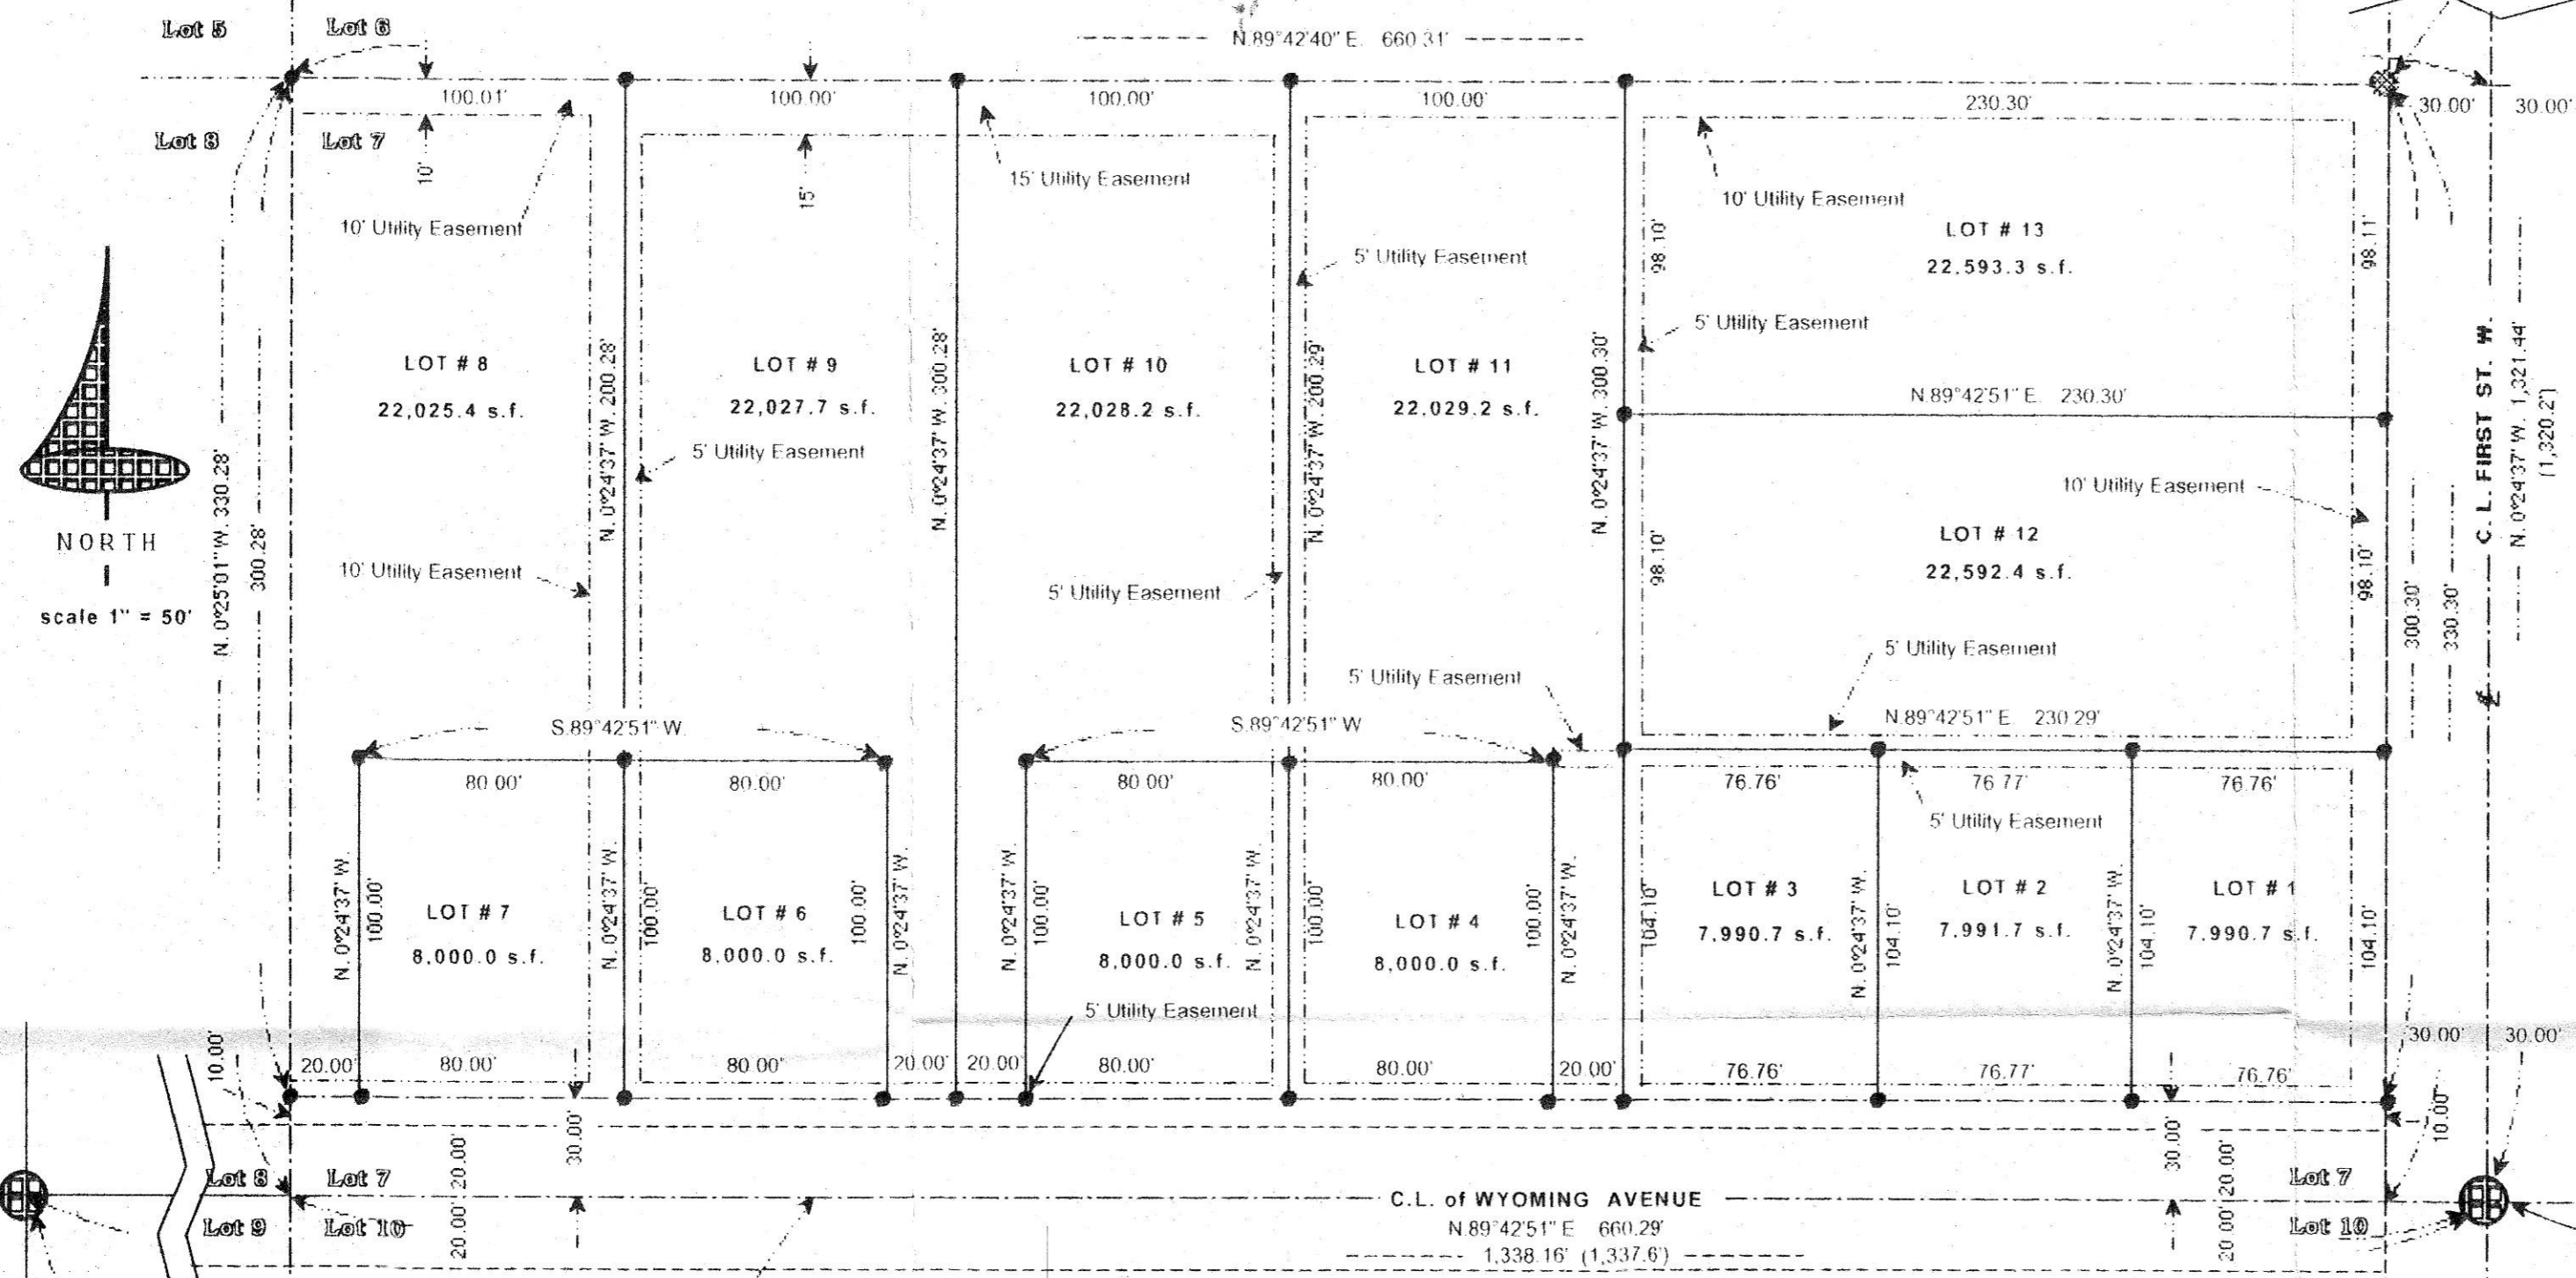 Lot 5
Lot 6
N.89°42'40" E. 660.31'
100.01'
100.00'
100.00'
100.00'
230.30'
30.00'
30.00'
Lot 8
Lot 7
10'
15'
15' Utility Easement
10' Utility Easement
10' Utility Easement
5' Utility Easement
98.10'
LOT # 13
22,593.3 s.f.
98.11'
5' Utility Easement
NORTH
scale 1" = 50'
N. 0°25'01" W. 330.28'
300.28'
LOT # 8
22,025.4 s.f.
N. 0°24'37' W. 200.28'
LOT # 9
22,027.7 s.f.
N. 0°24'37' W. 300.28'
LOT # 10
22,028.2 s.f.
N. 0°24'37' W. 200.29'
LOT # 11
22,029.2 s.f.
N. 0°24'37' W. 300.30'
N.89°42'51" E. 230.30'
C. L. FIRST ST. W.
N. 0°24'37' W. 1,321.44'
(1,320.2')
5' Utility Easement
10' Utility Easement
10' Utility Easement
5' Utility Easement
98.10'
LOT # 12
22,592.4 s.f.
98.10'
300.30'
330.30'
5' Utility Easement
5' Utility Easement
S.89°42'51" W.
S.89°42'51" W
N.89°42'51" E. 230.29'
80.00'
80.00'
80.00'
80.00'
76.76'
76.77'
76.76'
5' Utility Easement
N. 0°24'37' W.
100.00'
LOT # 7
8,000.0 s.f.
N. 0°24'37' W.
100.00'
LOT # 6
8,000.0 s.f.
100.00'
N. 0°24'37' W.
N. 0°24'37' W.
100.00'
LOT # 5
8,000.0 s.f.
N. 0°24'37' W.
100.00'
LOT # 4
8,000.0 s.f.
100.00'
N. 0°24'37' W.
104.10'
LOT # 3
7,990.7 s.f.
N. 0°24'37' W.
104.10'
LOT # 2
7,991.7 s.f.
N. 0°24'37' W.
104.10'
LOT # 1
7,990.7 s.f.
104.10'
5' Utility Easement
10.00'
20.00'
80.00'
80.00'
20.00'
20.00'
80.00'
80.00'
20.00'
76.76'
76.77'
76.76'
30.00'
30.00'
30.00'
30.00'
10.00'
Lot 8
Lot 7
20.00' 20.00'
20.00' 20.00'
Lot 7
C.L. of WYOMING AVENUE
Lot 9
Lot 10
N.89°42'51" E 660.29'
Lot 10
1,338.16' (1,337.6')